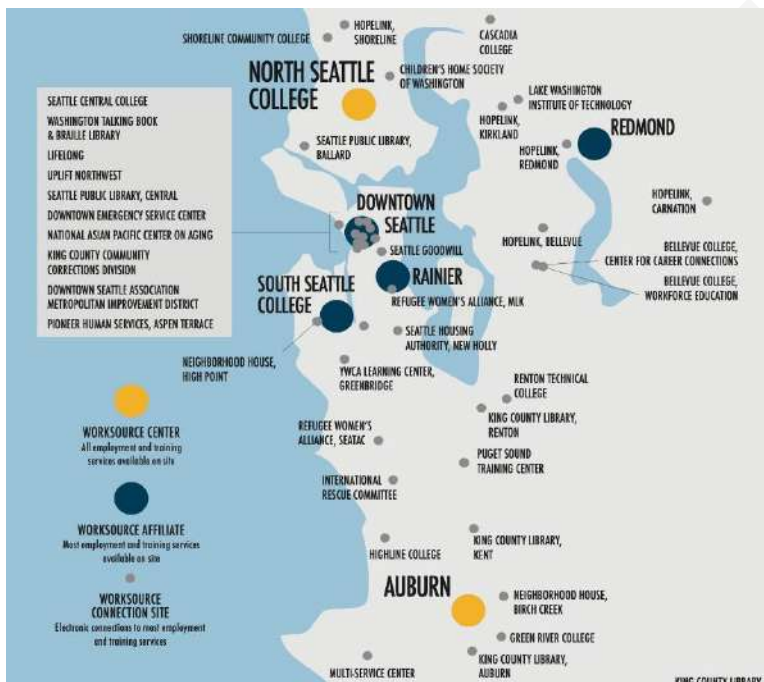 SHORELINE COMMUNITY COLLEGE
HOPELINK,
SHORELINE
CASCADIA
COLLEGE
NORTH SEATTLE
COLLEGE
CHILDREN'S HOME SOCIETY
OF WASHINGTON
LAKE WASHINGTON
INSTITUTE OF TECHNOLOGY
HOPELINK,
KIRKLAND
REDMOND
HOPELINK,
REDMOND
SEATTLE PUBLIC LIBRARY,
BALLARD
SEATTLE CENTRAL COLLEGE
WASHINGTON TALKING BOOK
& BRAILLE LIBRARY
LIFELONG
UPLIFT NORTHWEST
SEATTLE PUBLIC LIBRARY, CENTRAL
DOWNTOWN EMERGENCY SERVICE CENTER
NATIONAL ASIAN PACIFIC CENTER ON AGING
KING COUNTY COMMUNITY
CORRECTIONS DIVISION
DOWNTOWN SEATTLE ASSOCIATION
METROPOLITAN IMPROVEMENT DISTRICT
PIONEER HUMAN SERVICES, ASPEN TERRACE
DOWNTOWN
SEATTLE
HOPELINK,
CARNATION
SEATTLE GOODWILL
HOPELINK, BELLEVUE
BELLEVUE COLLEGE,
CENTER FOR CAREER CONNECTIONS
BELLEVUE COLLEGE,
WORKFORCE EDUCATION
RAINIER
REFUGEE WOMEN'S ALLIANCE, MLK
SOUTH SEATTLE
COLLEGE
SEATTLE HOUSING
AUTHORITY, NEW HOLLY
NEIGHBORHOOD HOUSE,
HIGH POINT
YWCA LEARNING CENTER,
GREENBRIDGE
RENTON TECHNICAL
COLLEGE
KING COUNTY LIBRARY,
RENTON
REFUGEE WOMEN'S
ALLIANCE, SEATAC
PUGET SOUND
TRAINING CENTER
INTERNATIONAL
RESCUE COMMITTEE
HIGHLINE COLLEGE
KING COUNTY LIBRARY,
KENT
AUBURN
NEIGHBORHOOD HOUSE,
BIRCH CREEK
GREEN RIVER COLLEGE
KING COUNTY LIBRARY,
AUBURN
MULTI-SERVICE CENTER
KING COUNTY LIBRARY
WORKSOURCE CENTER
All employment and training
services available on site
WORKSOURCE AFFILIATE
Most employment and training services
available on site
WORKSOURCE
CONNECTION SITE
Electronic connections to most employment
and training services